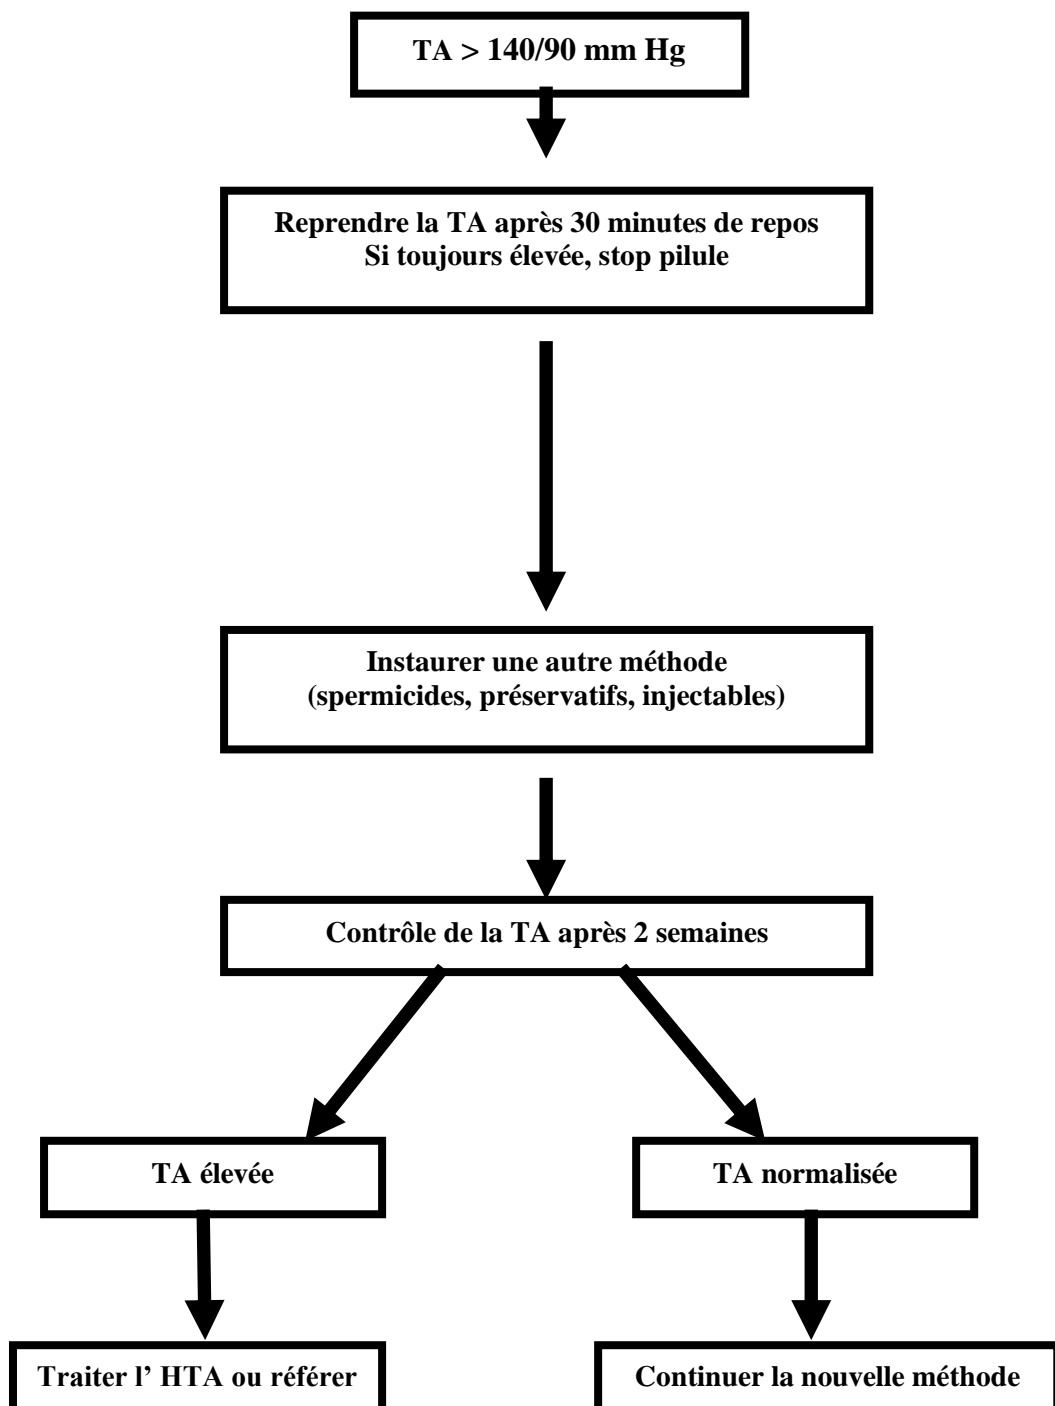 TA > 140/90 mm Hg
Reprendre la TA après 30 minutes de repos
Si toujours élevée, stop pilule
Instaurer une autre méthode
(spermicides, préservatifs, injectables)
Contrôle de la TA après 2 semaines
TA élevée
TA normalisée
Traiter l’ HTA ou référer
Continuer la nouvelle méthode